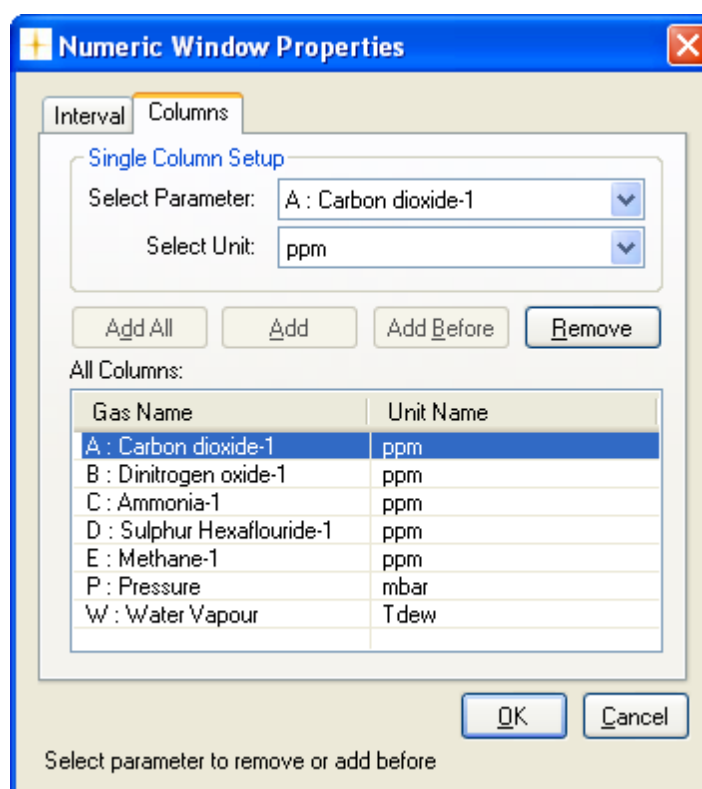 Numeric Window Properties
Interval Columns
Single Column Setup
Select Parameter: A : Carbon dioxide-1
Select Unit: ppm
Add All Add Add Before Remove
All Columns:
Gas Name Unit Name
A : Carbon dioxide-1 ppm
B : Dinitrogen oxide-1 ppm
C : Ammonia-1 ppm
D : Sulphur Hexaflouride-1 ppm
E : Methane-1 ppm
P : Pressure mbar
W : Water Vapour Tdew
OK Cancel
Select parameter to remove or add before